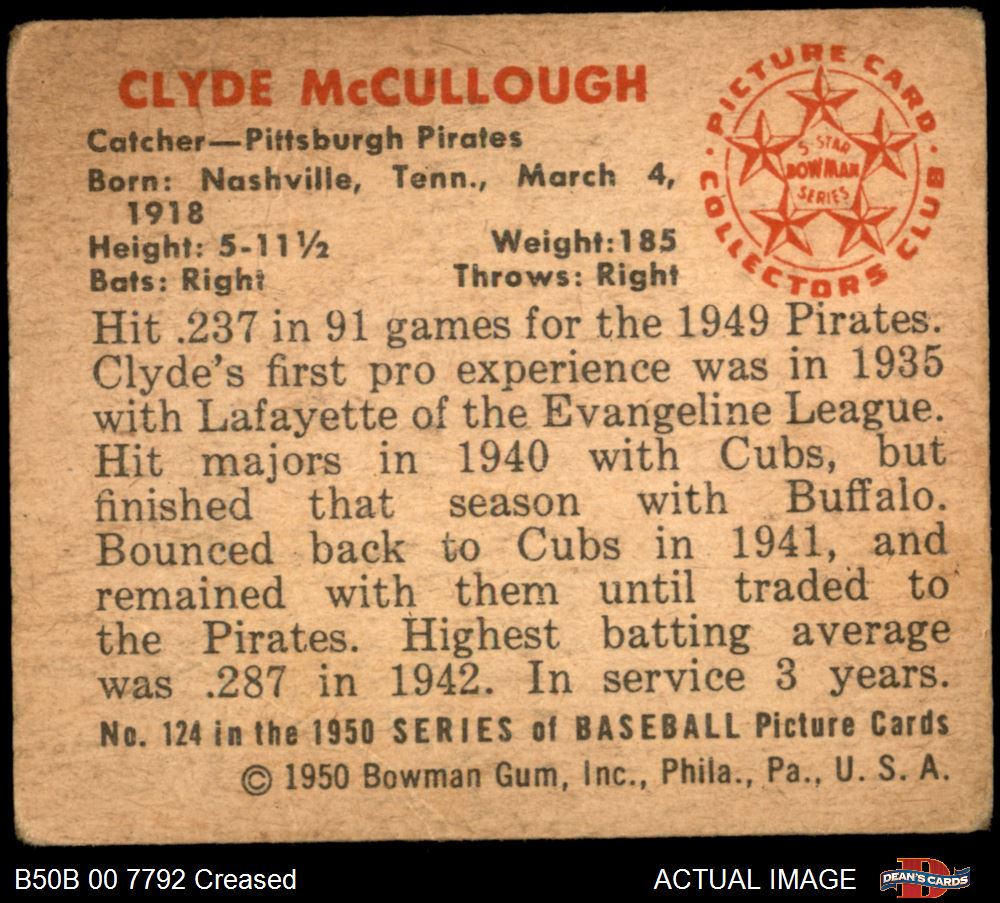 CLYDE McCULLOUGH
Catcher—Pittsburgh Pirates
Born: Nashville, Tenn., March 4,
1918
Height: 5-11½ Weight:185
Bats: Right Throws: Right
PICTURE CARD
COLLECTORS CLUB
5-STAR
BOWMAN
SERIES
Hit .237 in 91 games for the 1949 Pirates.
Clyde's first pro experience was in 1935
with Lafayette of the Evangeline League.
Hit majors in 1940 with Cubs, but
finished that season with Buffalo.
Bounced back to Cubs in 1941, and
remained with them until traded to
the Pirates. Highest batting average
was .287 in 1942. In service 3 years.
No. 124 in the 1950 SERIES of BASEBALL Picture Cards
© 1950 Bowman Gum, Inc., Phila., Pa., U. S. A.
B50B 00 7792 Creased ACTUAL IMAGE
D
DEAN'S CARDS